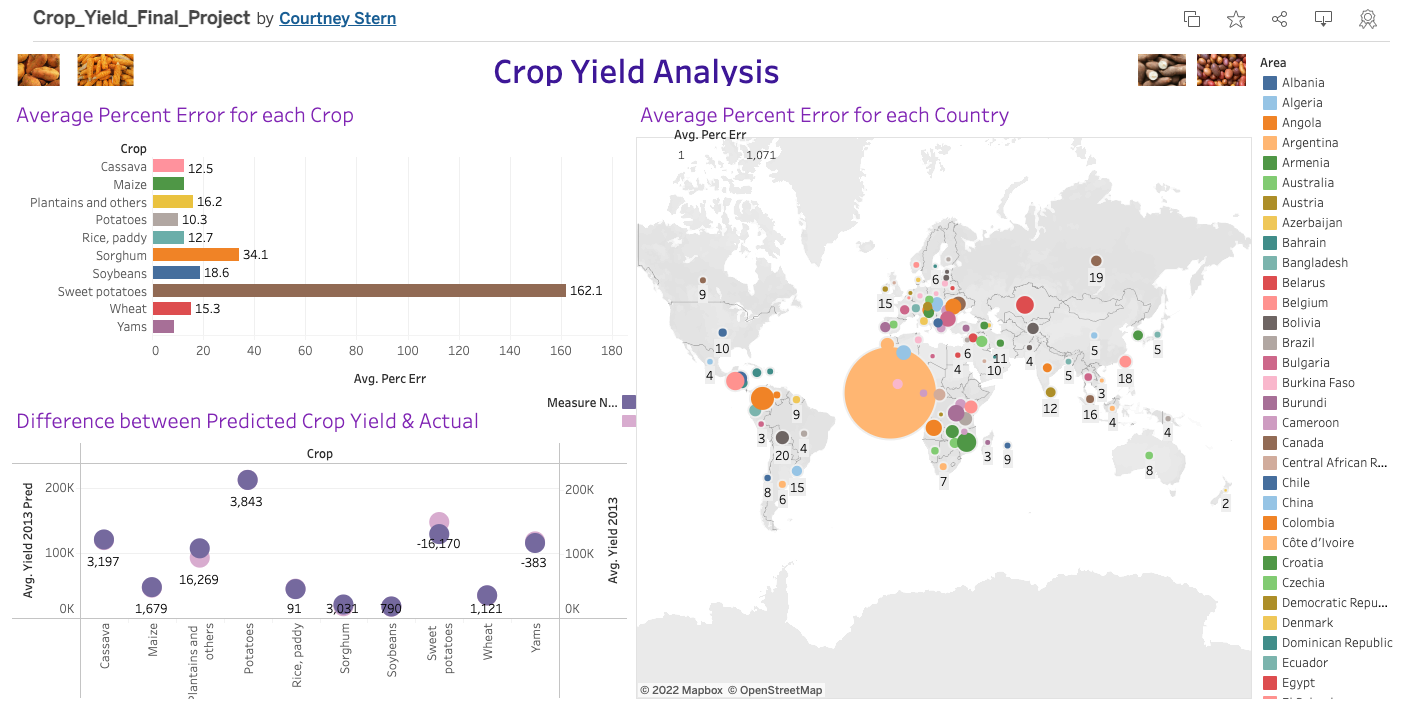 Crop_Yield_Final_Project by Courtney Stern
Crop Yield Analysis
Average Percent Error for each Crop
Crop
Cassava 12.5
Maize
Plantains and others 16.2
Potatoes 10.3
Rice, paddy 12.7
Sorghum 34.1
Soybeans 18.6
Sweet potatoes 162.1
Wheat 15.3
Yams
0 20 40 60 80 100 120 140 160 180
Avg. Perc Err
Measure N...
Difference between Predicted Crop Yield & Actual
Crop
Avg. Yield 2013 Pred
200K
100K
0K
3,197
1,679
16,269
3,843
91
3,031
790
-16,170
1,121
-383
200K
100K
0K
Avg. Yield 2013
Cassava
Maize
Plantains and
others
Potatoes
Rice, paddy
Sorghum
Soybeans
Sweet
potatoes
Wheat
Yams
Average Percent Error for each Country
Avg. Perc Err
1 1,071
6
19
9
15
10
6
11
5
5
4
4
4
10
18
5
3
12
9
16
4
4
3
4
20
3
9
8
15
7
8
6
2
© 2022 Mapbox © OpenStreetMap
Area
Albania
Algeria
Angola
Argentina
Armenia
Australia
Austria
Azerbaijan
Bahrain
Bangladesh
Belarus
Belgium
Bolivia
Brazil
Bulgaria
Burkina Faso
Burundi
Cameroon
Canada
Central African R...
Chile
China
Colombia
Côte d'Ivoire
Croatia
Czechia
Democratic Repu...
Denmark
Dominican Republic
Ecuador
Egypt